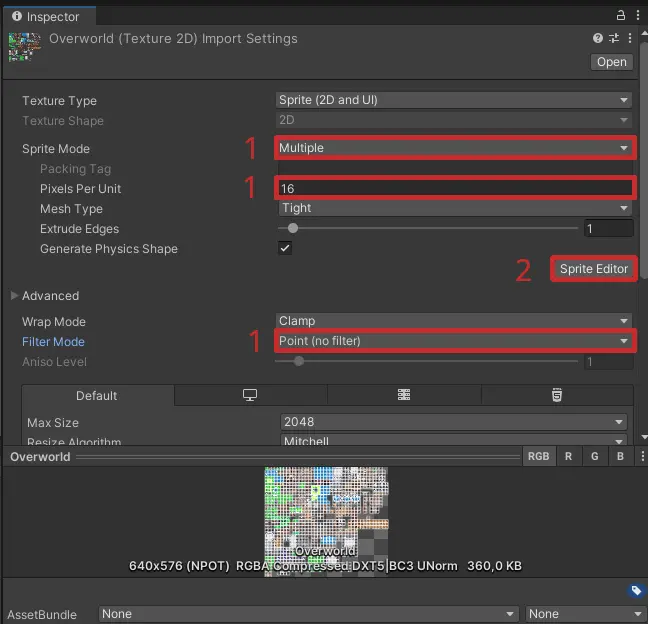 Inspector
Overworld (Texture 2D) Import Settings
Open
Texture Type Sprite (2D and UI)
Texture Shape 2D
Sprite Mode 1 Multiple
Packing Tag
Pixels Per Unit 1 16
Mesh Type Tight
Extrude Edges 1
Generate Physics Shape
2 Sprite Editor
Advanced
Wrap Mode Clamp
Filter Mode 1 Point (no filter)
Aniso Level 1
Default
Max Size 2048
Resize Algorithm Mitchell
Overworld RGB R G B
Overworld
640x576 (NPOT) RGBA Compressed DXT5|BC3 UNorm 360,0 KB
AssetBundle None None